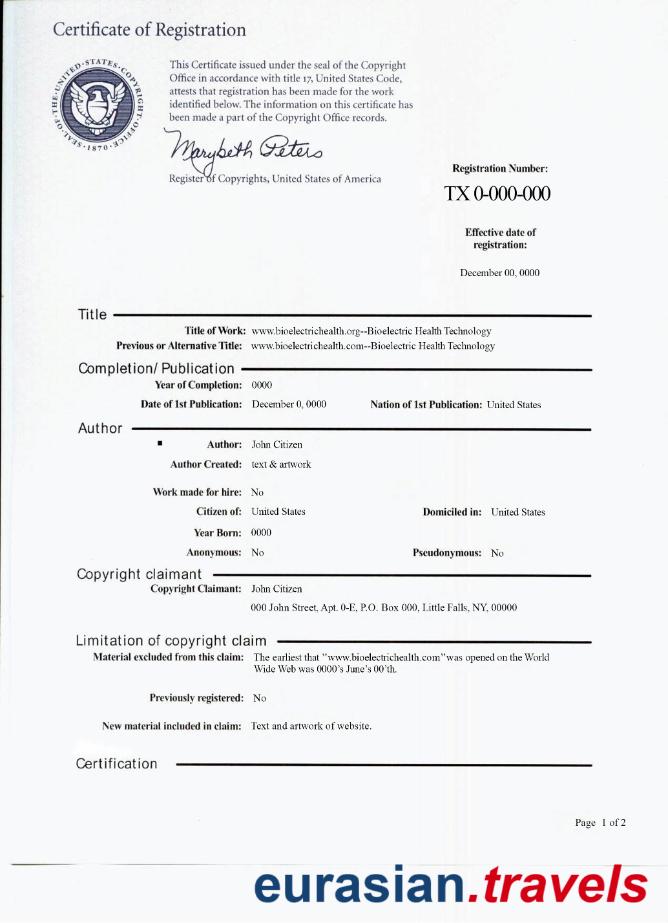 Certificate of Registration
SEAL·OF·THE·UNITED·STATES·COPYRIGHT·OFFICE·1870·
This Certificate issued under the seal of the Copyright
Office in accordance with title 17, United States Code,
attests that registration has been made for the work
identified below. The information on this certificate has
been made a part of the Copyright Office records.
Marybeth Peters
Register of Copyrights, United States of America
Registration Number:
TX 0-000-000
Effective date of
registration:
December 00, 0000
Title
Title of Work: www.bioelectrichealth.org--Bioelectric Health Technology
Previous or Alternative Title: www.bioelectrichealth.com--Bioelectric Health Technology
Completion/ Publication
Year of Completion: 0000
Date of 1st Publication: December 0, 0000 Nation of 1st Publication: United States
Author
Author: John Citizen
Author Created: text & artwork
Work made for hire: No
Citizen of: United States Domiciled in: United States
Year Born: 0000
Anonymous: No Pseudonymous: No
Copyright claimant
Copyright Claimant: John Citizen
000 John Street, Apt. 0-E, P.O. Box 000, Little Falls, NY, 00000
Limitation of copyright claim
Material excluded from this claim: The earliest that "www.bioelectrichealth.com"was opened on the World
Wide Web was 0000's June's 00'th.
Previously registered: No
New material included in claim: Text and artwork of website.
Certification
Page 1 of 2
eurasian.travels